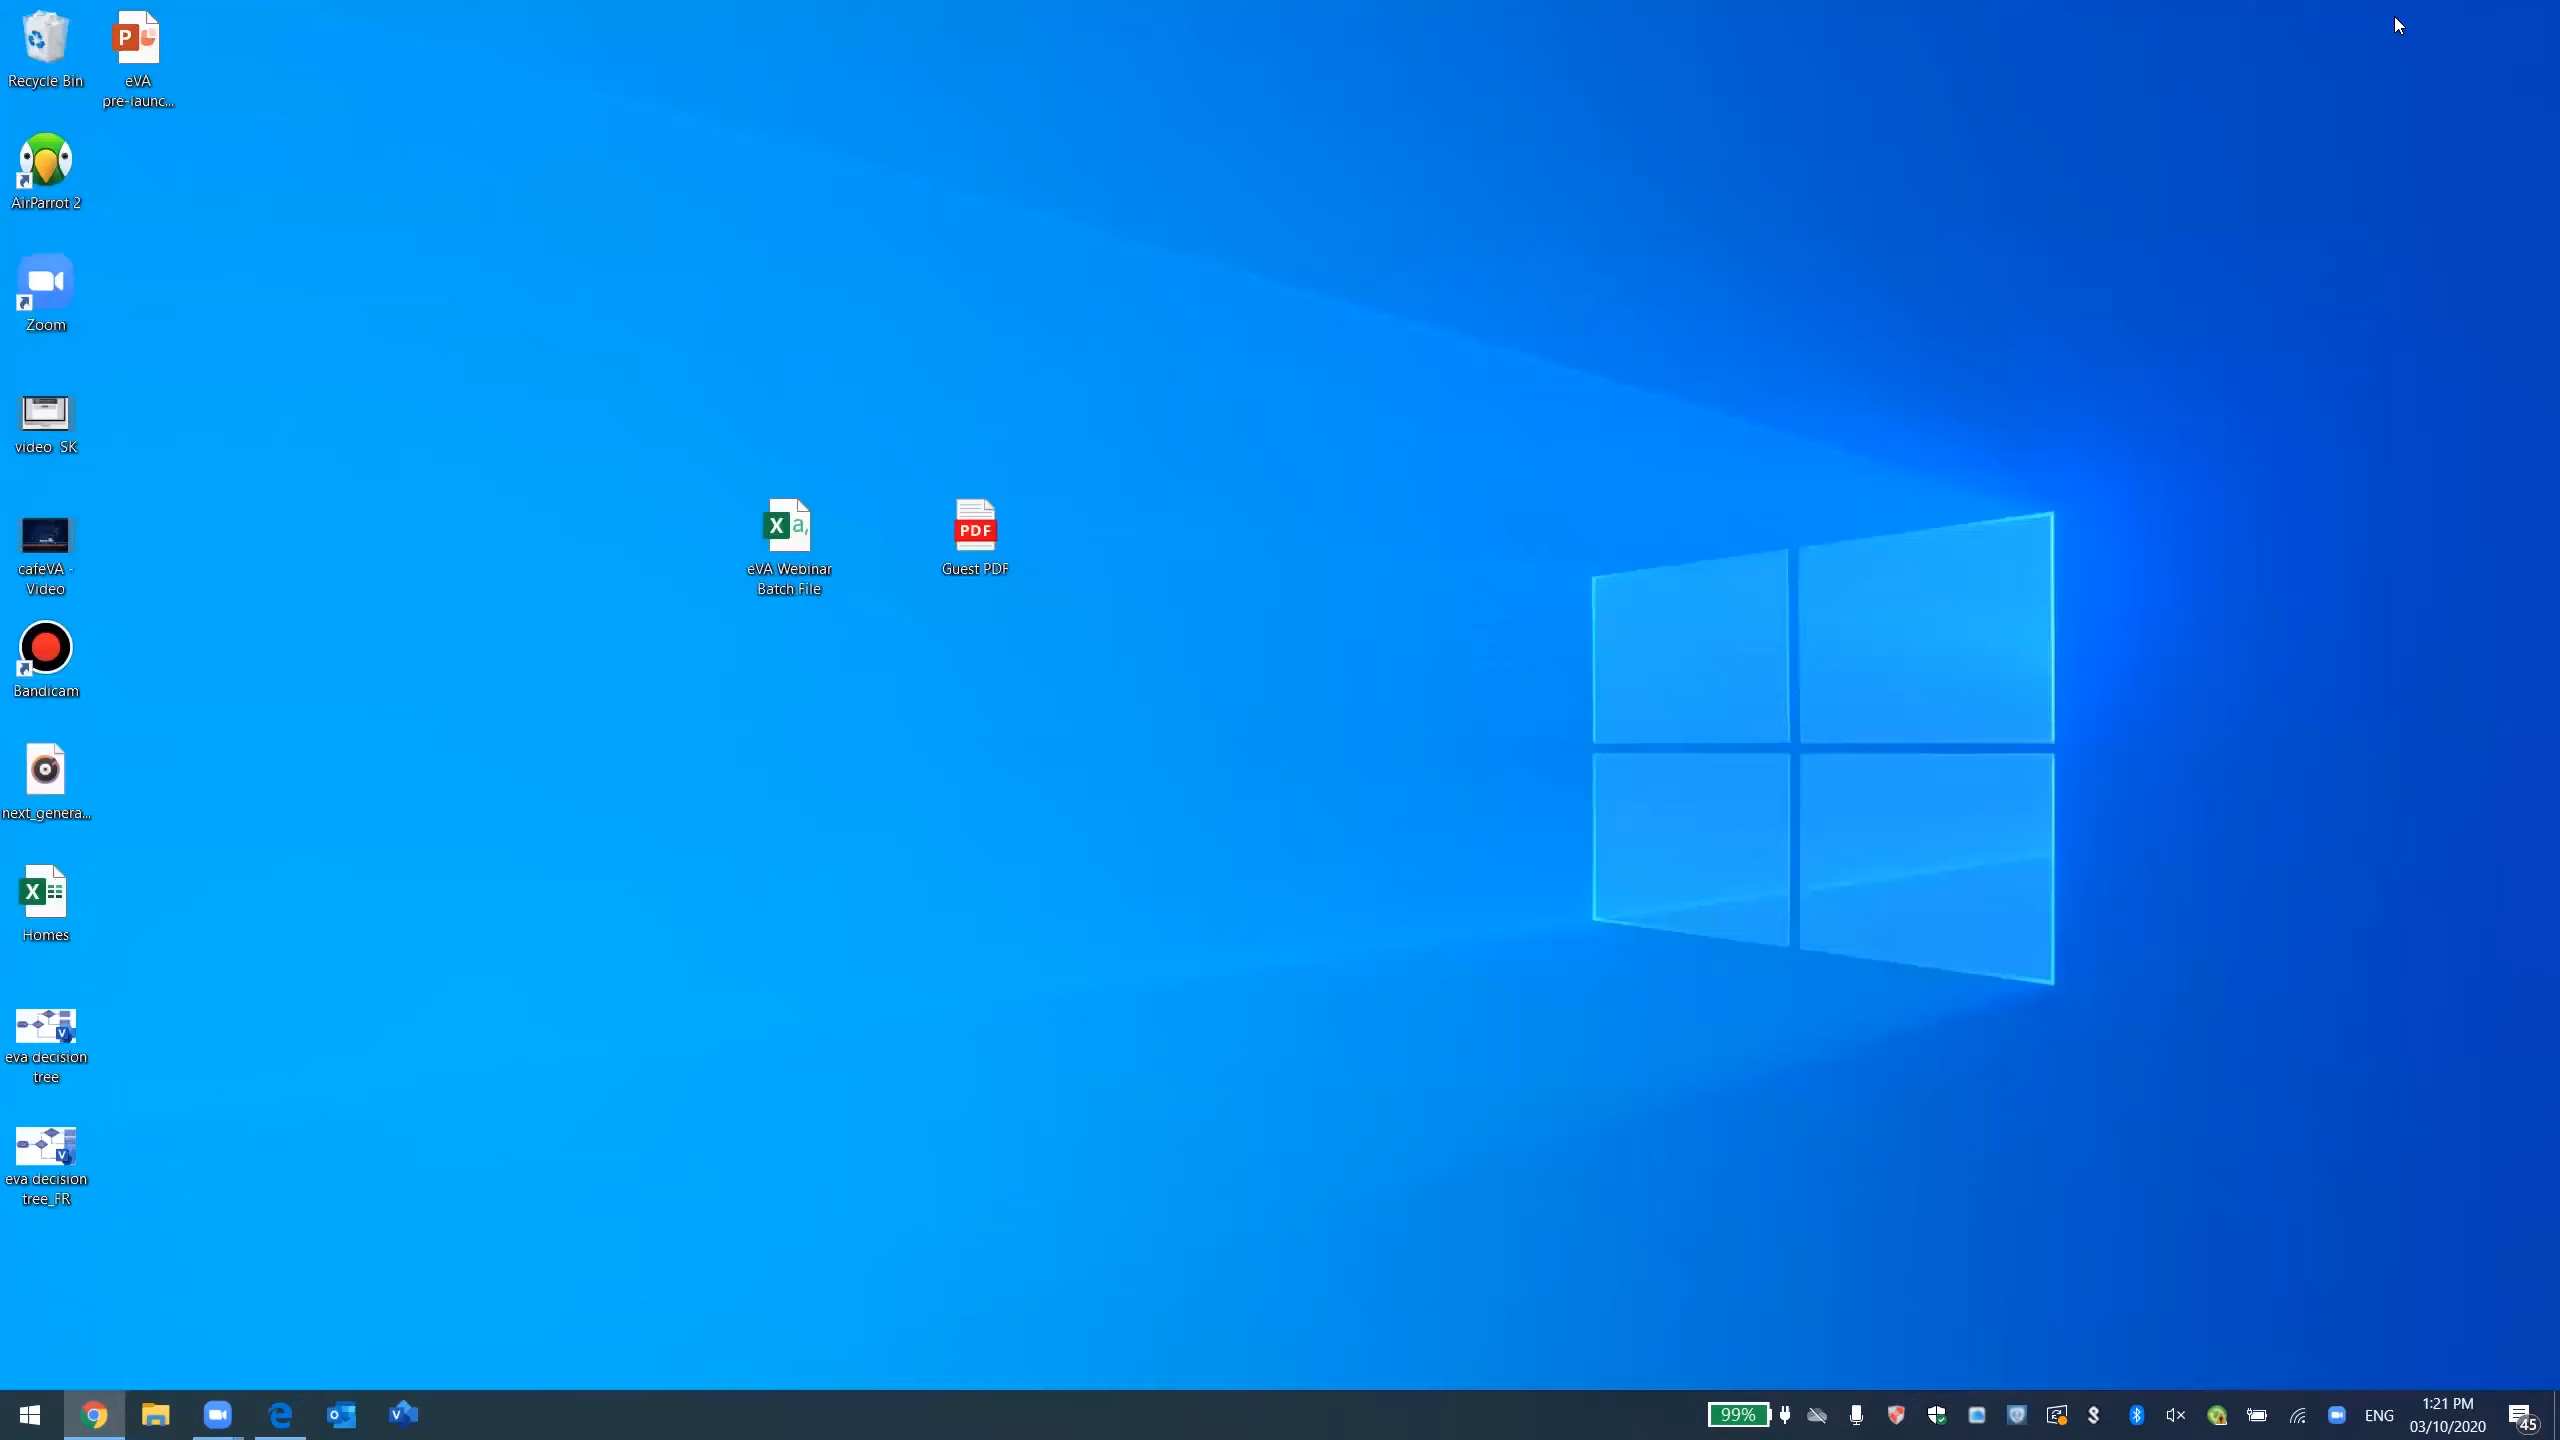 Recycle Bin
eVA
pre-launc...
AirParrot 2
Zoom
video_SK
cafeVA -
Video
Bandicam
next_genera...
Homes
eva decision
tree
eva decision
tree_FR
eVA Webinar
Batch File
PDF
Guest PDF
99%
ENG
1:21 PM
03/10/2020
45